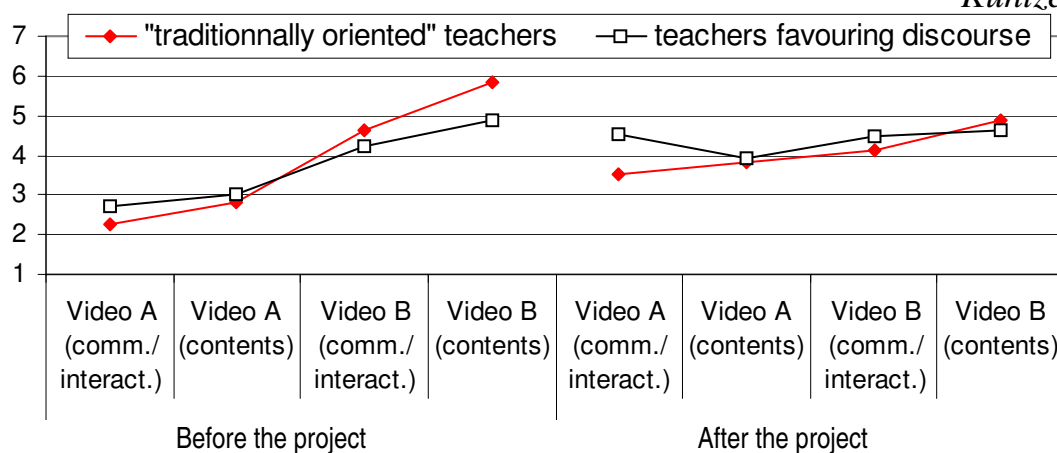 7
"traditionnally oriented" teachers
teachers favouring discourse
6
5
4
3
2
1
Video A
(comm./
interact.)
Video A
(contents)
Video B
(comm./
interact.)
Video B
(contents)
Video A
(comm./
interact.)
Video A
(contents)
Video B
(comm./
interact.)
Video B
(contents)
Before the project
After the project